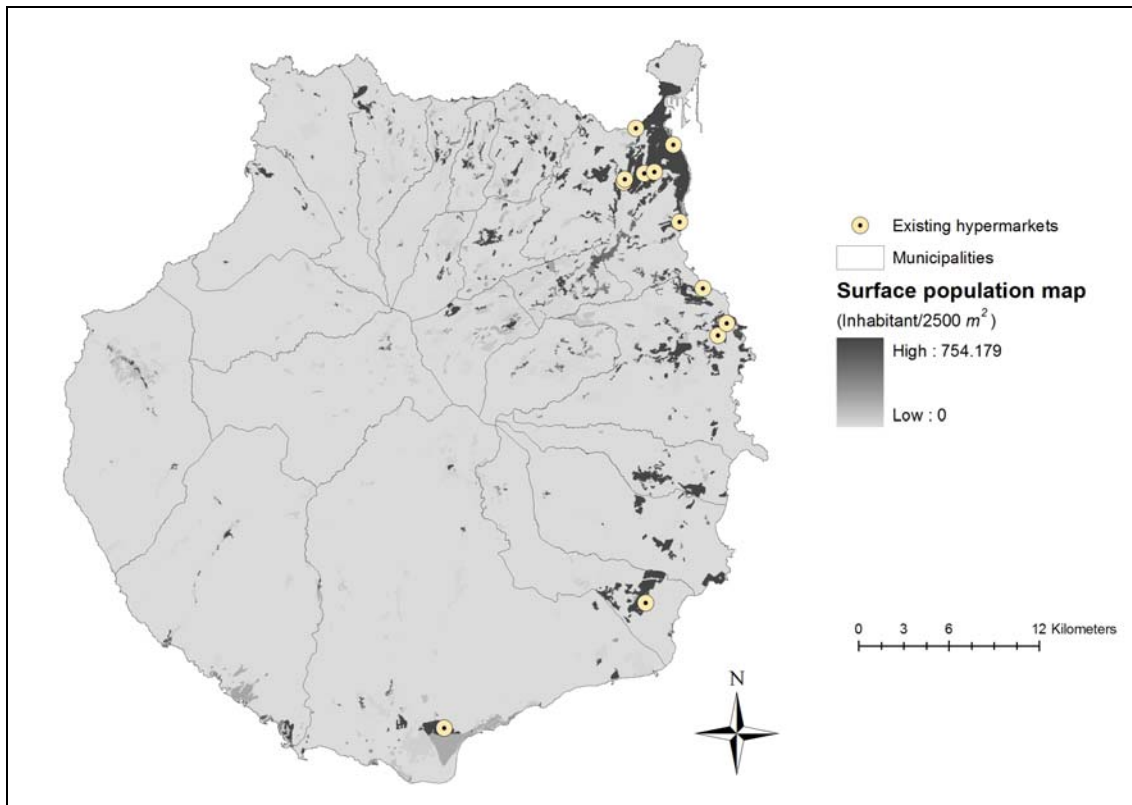 Existing hypermarkets
Municipalities
Surface population map
(Inhabitant/2500 m²)
High : 754.179
Low : 0
0 3 6 12 Kilometers
N